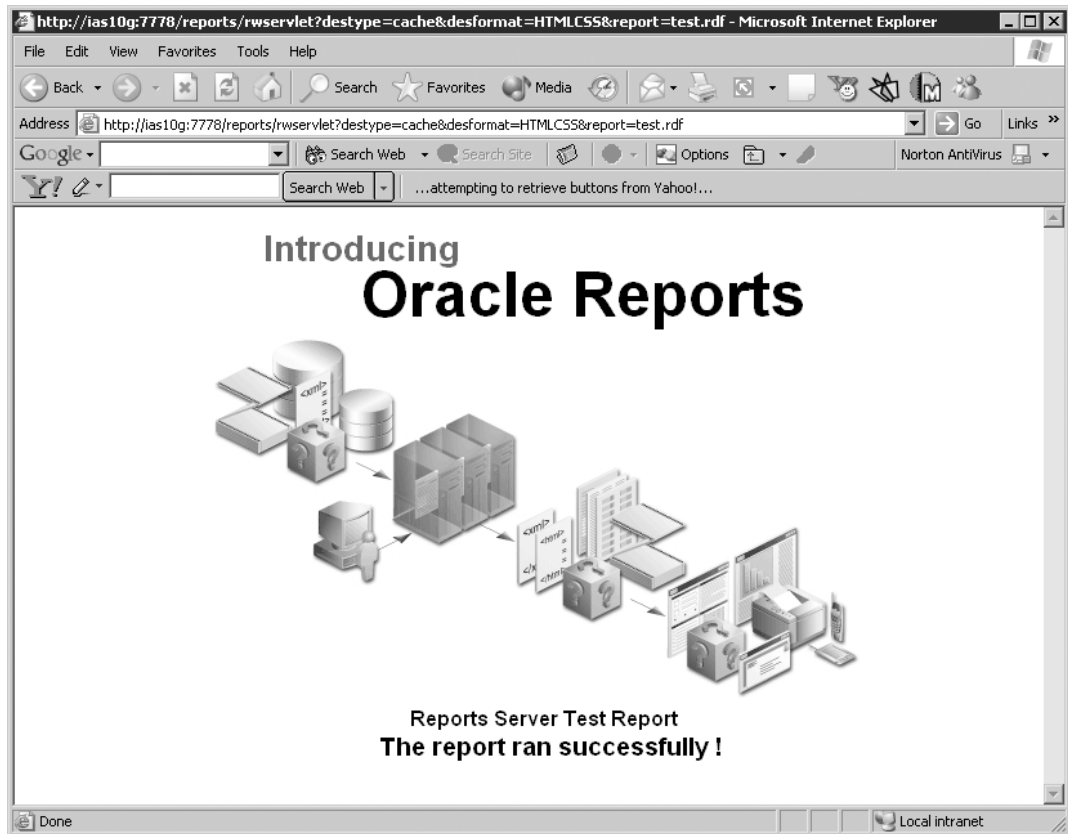 http://ias10g:7778/reports/rwservlet?destype=cache&desformat=HTMLCSS&report=test.rdf - Microsoft Internet Explorer
File Edit View Favorites Tools Help
Back Search Favorites Media
Address http://ias10g:7778/reports/rwservlet?destype=cache&desformat=HTMLCSS&report=test.rdf Go Links »
Google Search Web Search Site Options Norton AntiVirus
Y! Search Web ...attempting to retrieve buttons from Yahoo!...
Introducing
Oracle Reports
<xml>
<xml>
<html>
</html>
Reports Server Test Report
The report ran successfully !
Done Local intranet